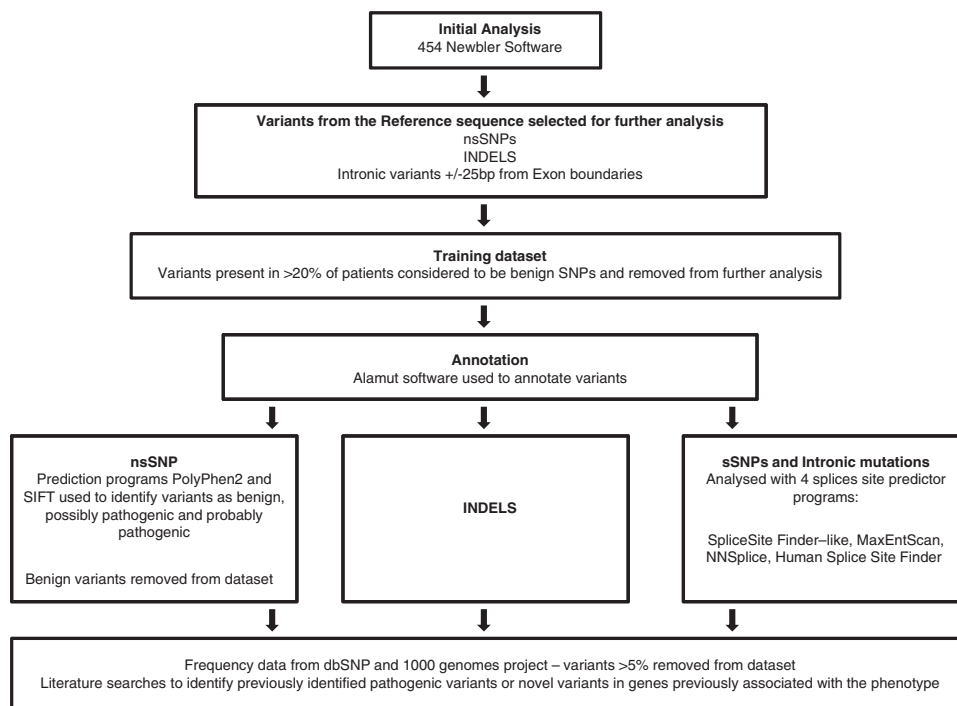 Initial Analysis
454 Newbler Software
Variants from the Reference sequence selected for further analysis
nsSNPs
INDELS
Intronic variants +/-25bp from Exon boundaries
Training dataset
Variants present in >20% of patients considered to be benign SNPs and removed from further analysis
Annotation
Alamut software used to annotate variants
nsSNP
Prediction programs PolyPhen2 and
SIFT used to identify variants as benign,
possibly pathogenic and probably
pathogenic
Benign variants removed from dataset
INDELS
sSNPs and Intronic mutations
Analysed with 4 splices site predictor
programs:
SpliceSite Finder–like, MaxEntScan,
NNSplice, Human Splice Site Finder
Frequency data from dbSNP and 1000 genomes project – variants >5% removed from dataset
Literature searches to identify previously identified pathogenic variants or novel variants in genes previously associated with the phenotype